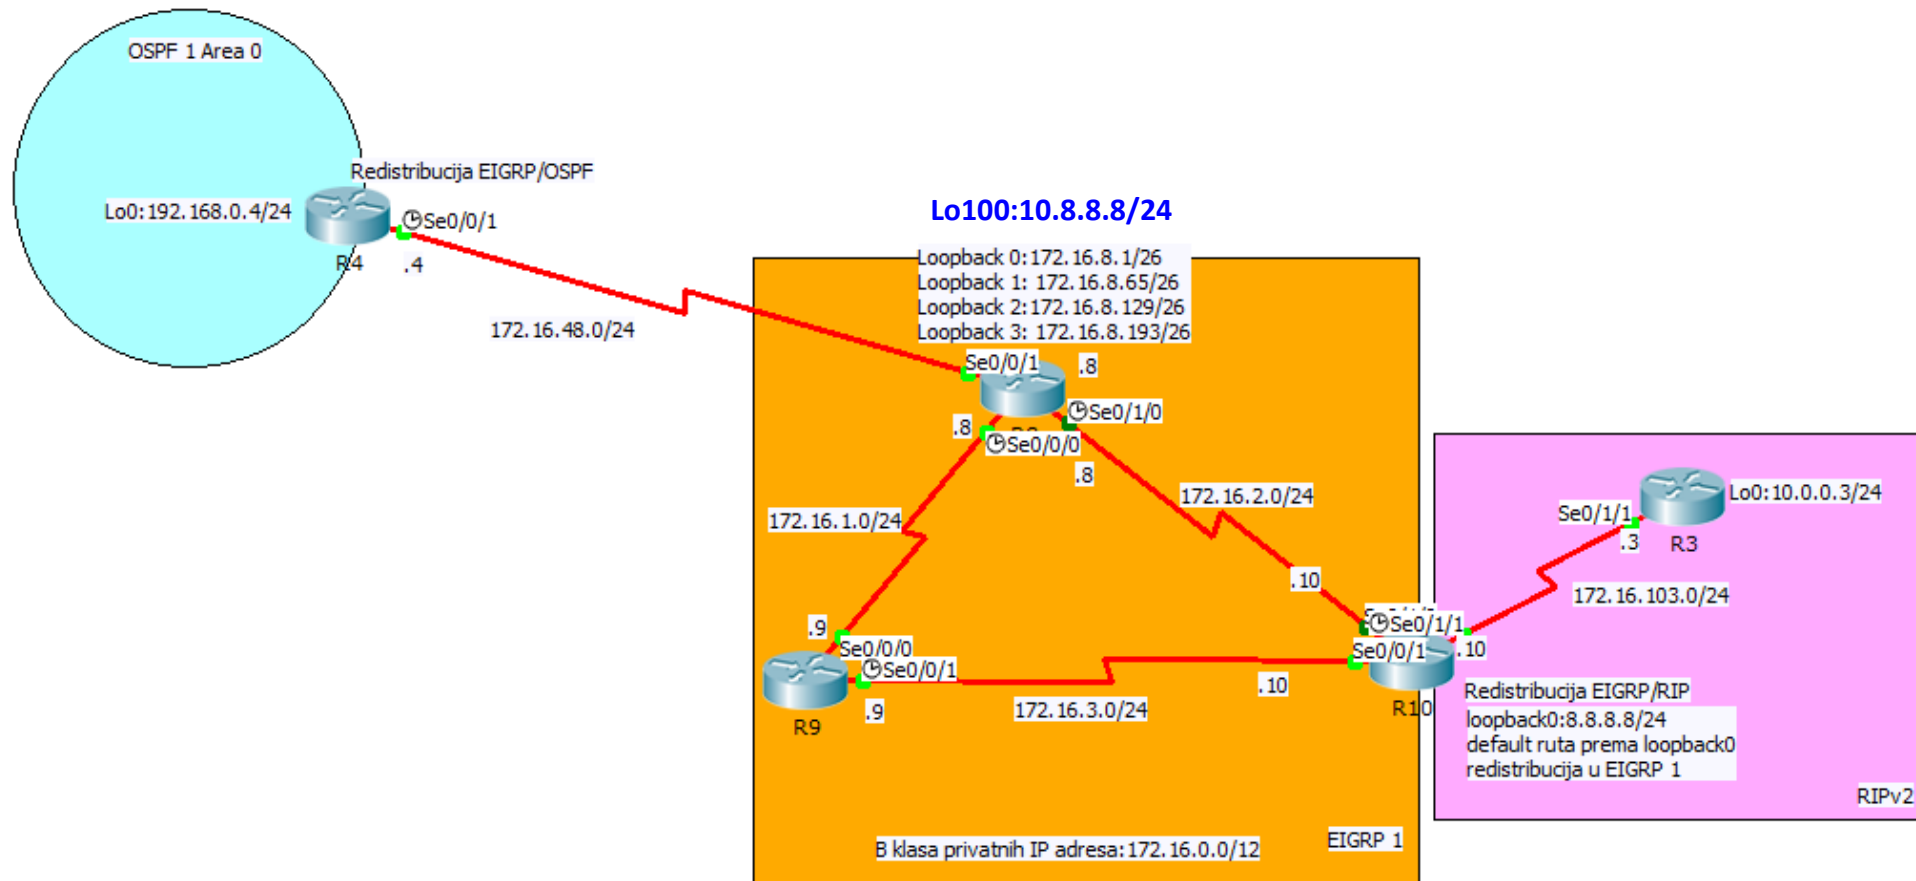 OSPF 1 Area 0
Redistribucija EIGRP/OSPF
Lo0:192.168.0.4/24
Se0/0/1
R4
.4
172.16.48.0/24
Lo100:10.8.8.8/24
Loopback 0:172.16.8.1/26
Loopback 1: 172.16.8.65/26
Loopback 2:172.16.8.129/26
Loopback 3: 172.16.8.193/26
Se0/0/1
.8
Se0/1/0
.8
Se0/0/0
.8
172.16.2.0/24
172.16.1.0/24
Lo0:10.0.0.3/24
Se0/1/1
.3
R3
172.16.103.0/24
.10
Se0/1/1
.9
Se0/0/0
Se0/0/1
.10
Se0/0/1
.10
172.16.3.0/24
.9
R9
R10
Redistribucija EIGRP/RIP
loopback0:8.8.8.8/24
default ruta prema loopback0
redistribucija u EIGRP 1
RIPv2
EIGRP 1
B klasa privatnih IP adresa:172.16.0.0/12